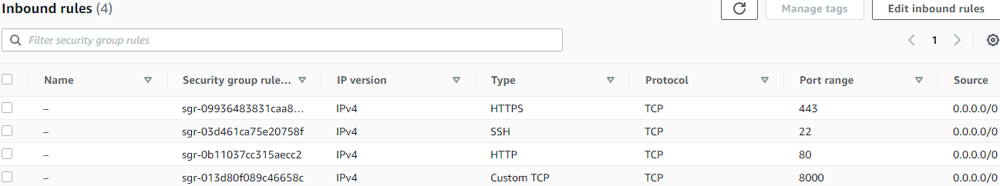 Inbound rules (4)
Manage tags
Edit inbound rules
Filter security group rules
1
Name Security group rule... IP version Type Protocol Port range Source
– sgr-09936483831caa8... IPv4 HTTPS TCP 443 0.0.0.0/0
– sgr-03d461ca75e20758f IPv4 SSH TCP 22 0.0.0.0/0
– sgr-0b11037cc315aecc2 IPv4 HTTP TCP 80 0.0.0.0/0
– sgr-013d80f089c46658c IPv4 Custom TCP TCP 8000 0.0.0.0/0